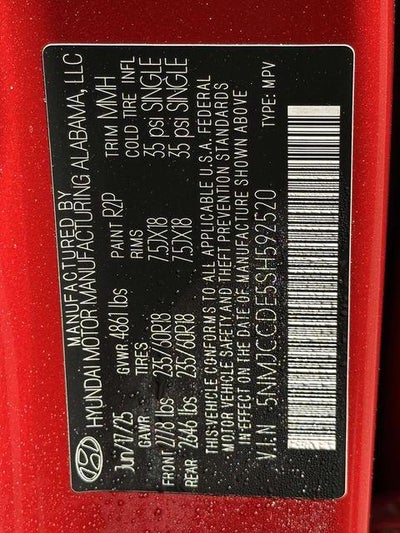 MANUFACTURED BY
HYUNDAI MOTOR MANUFACTURING ALABAMA, LLC
Jun/17/25 GVWR 4861lbs PAINT R2P TRIM MMH
GAWR TIRES RIMS COLD TIRE INFL
FRONT 2778 lbs 235/60R18 7.5JX18 35 psi SINGLE
REAR 2646 lbs 235/60R18 7.5JX18 35 psi SINGLE
THIS VEHICLE CONFORMS TO ALL APPLICABLE U.S.A. FEDERAL
MOTOR VEHICLE SAFETY AND THEFT PREVENTION STANDARDS
IN EFFECT ON THE DATE OF MANUFACTURE SHOWN ABOVE
TYPE: MPV
V.I.N 5NMJCCDE5SH592520